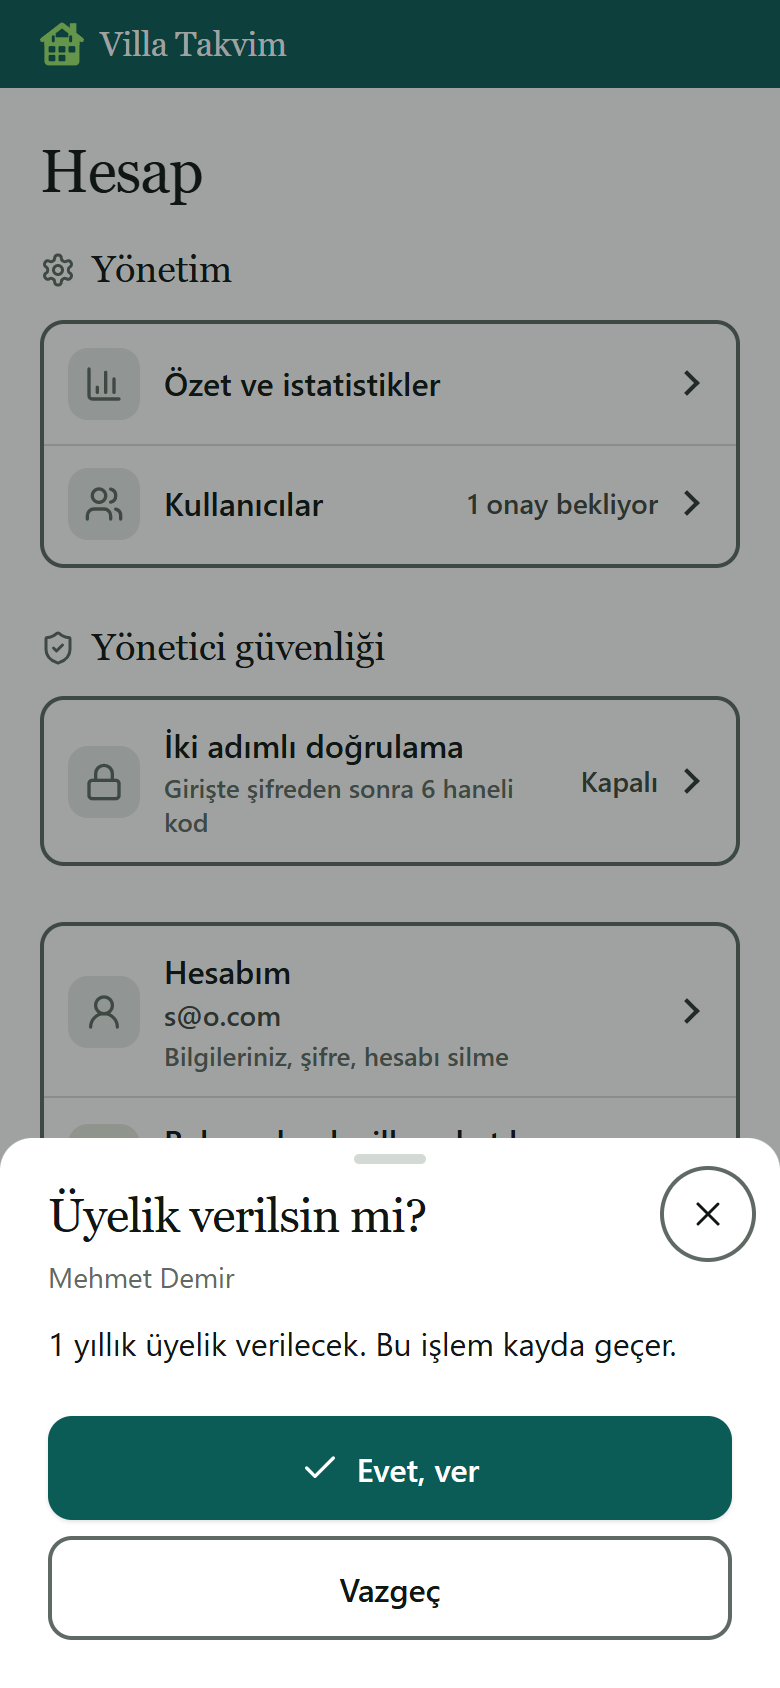 Villa Takvim
Hesap
Yönetim
Özet ve istatistikler
Kullanıcılar
1 onay bekliyor
Yönetici güvenliği
İki adımlı doğrulama
Girişte şifreden sonra 6 haneli
kod
Kapalı
Hesabım
s@o.com
Bilgileriniz, şifre, hesabı silme
Üyelik verilsin mi?
Mehmet Demir
1 yıllık üyelik verilecek. Bu işlem kayda geçer.
Evet, ver
Vazgeç